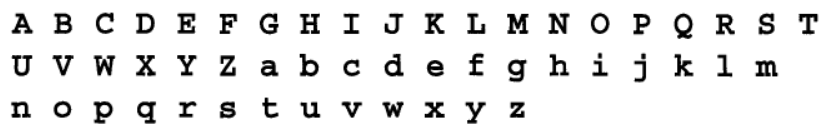 A B C D E F G H I J K L M N O P Q R S T
U V W X Y Z a b c d e f g h i j k l m
n o p q r s t u v w x y z